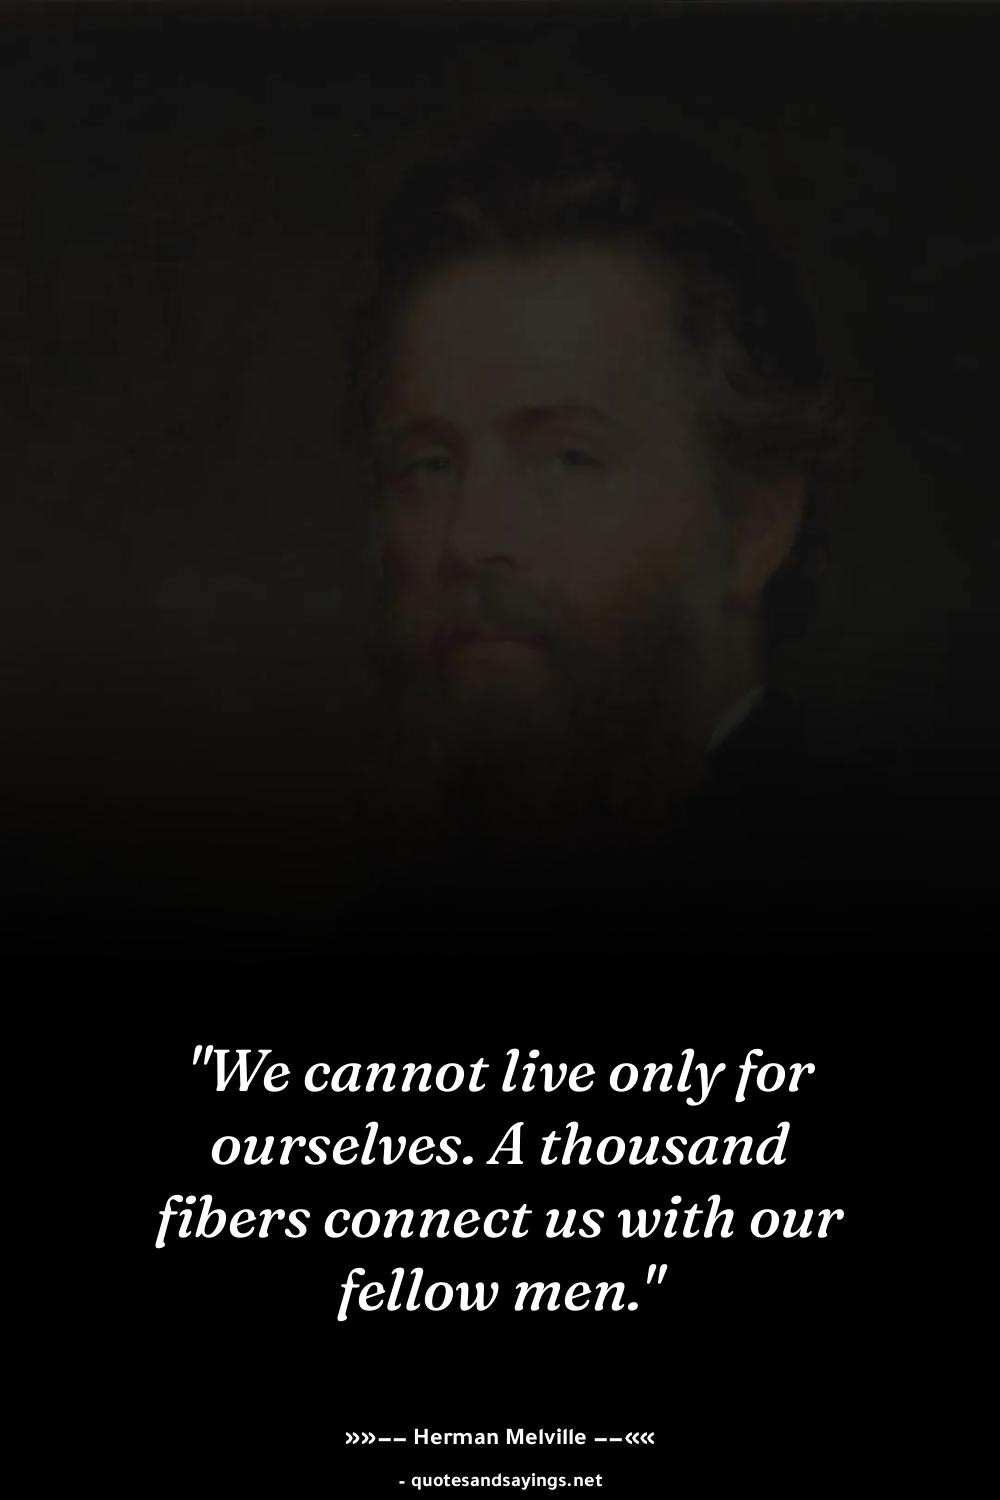 "We cannot live only for
ourselves. A thousand
fibers connect us with our
fellow men."
»»−− Herman Melville −−««
- quotesandsayings.net